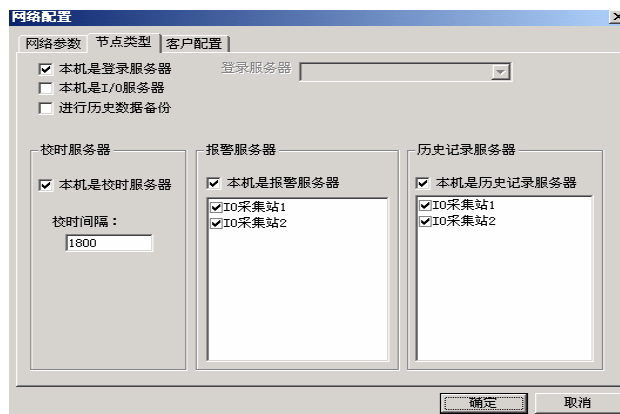 网络配置
网络参数 节点类型 客户配置
本机是登录服务器 登录服务器
本机是I/O服务器
进行历史数据备份
校时服务器 报警服务器 历史记录服务器
本机是校时服务器 本机是报警服务器 本机是历史记录服务器
IO采集站1 IO采集站1
IO采集站2 IO采集站2
校时间隔：
1800
确定 取消